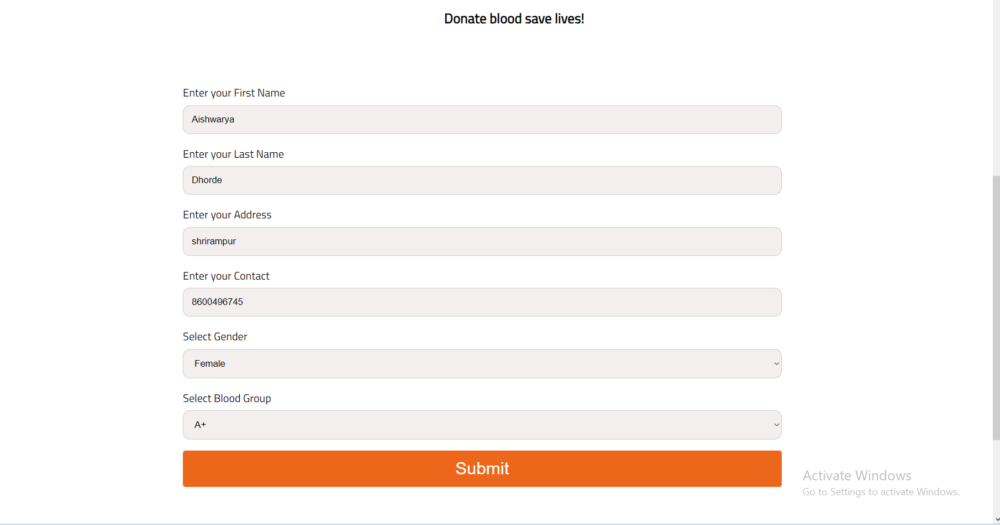 Donate blood save lives!
Enter your First Name
Aishwarya
Enter your Last Name
Dhorde
Enter your Address
shrirampur
Enter your Contact
8600496745
Select Gender
Female
Select Blood Group
A+
Submit
Activate Windows
Go to Settings to activate Windows.